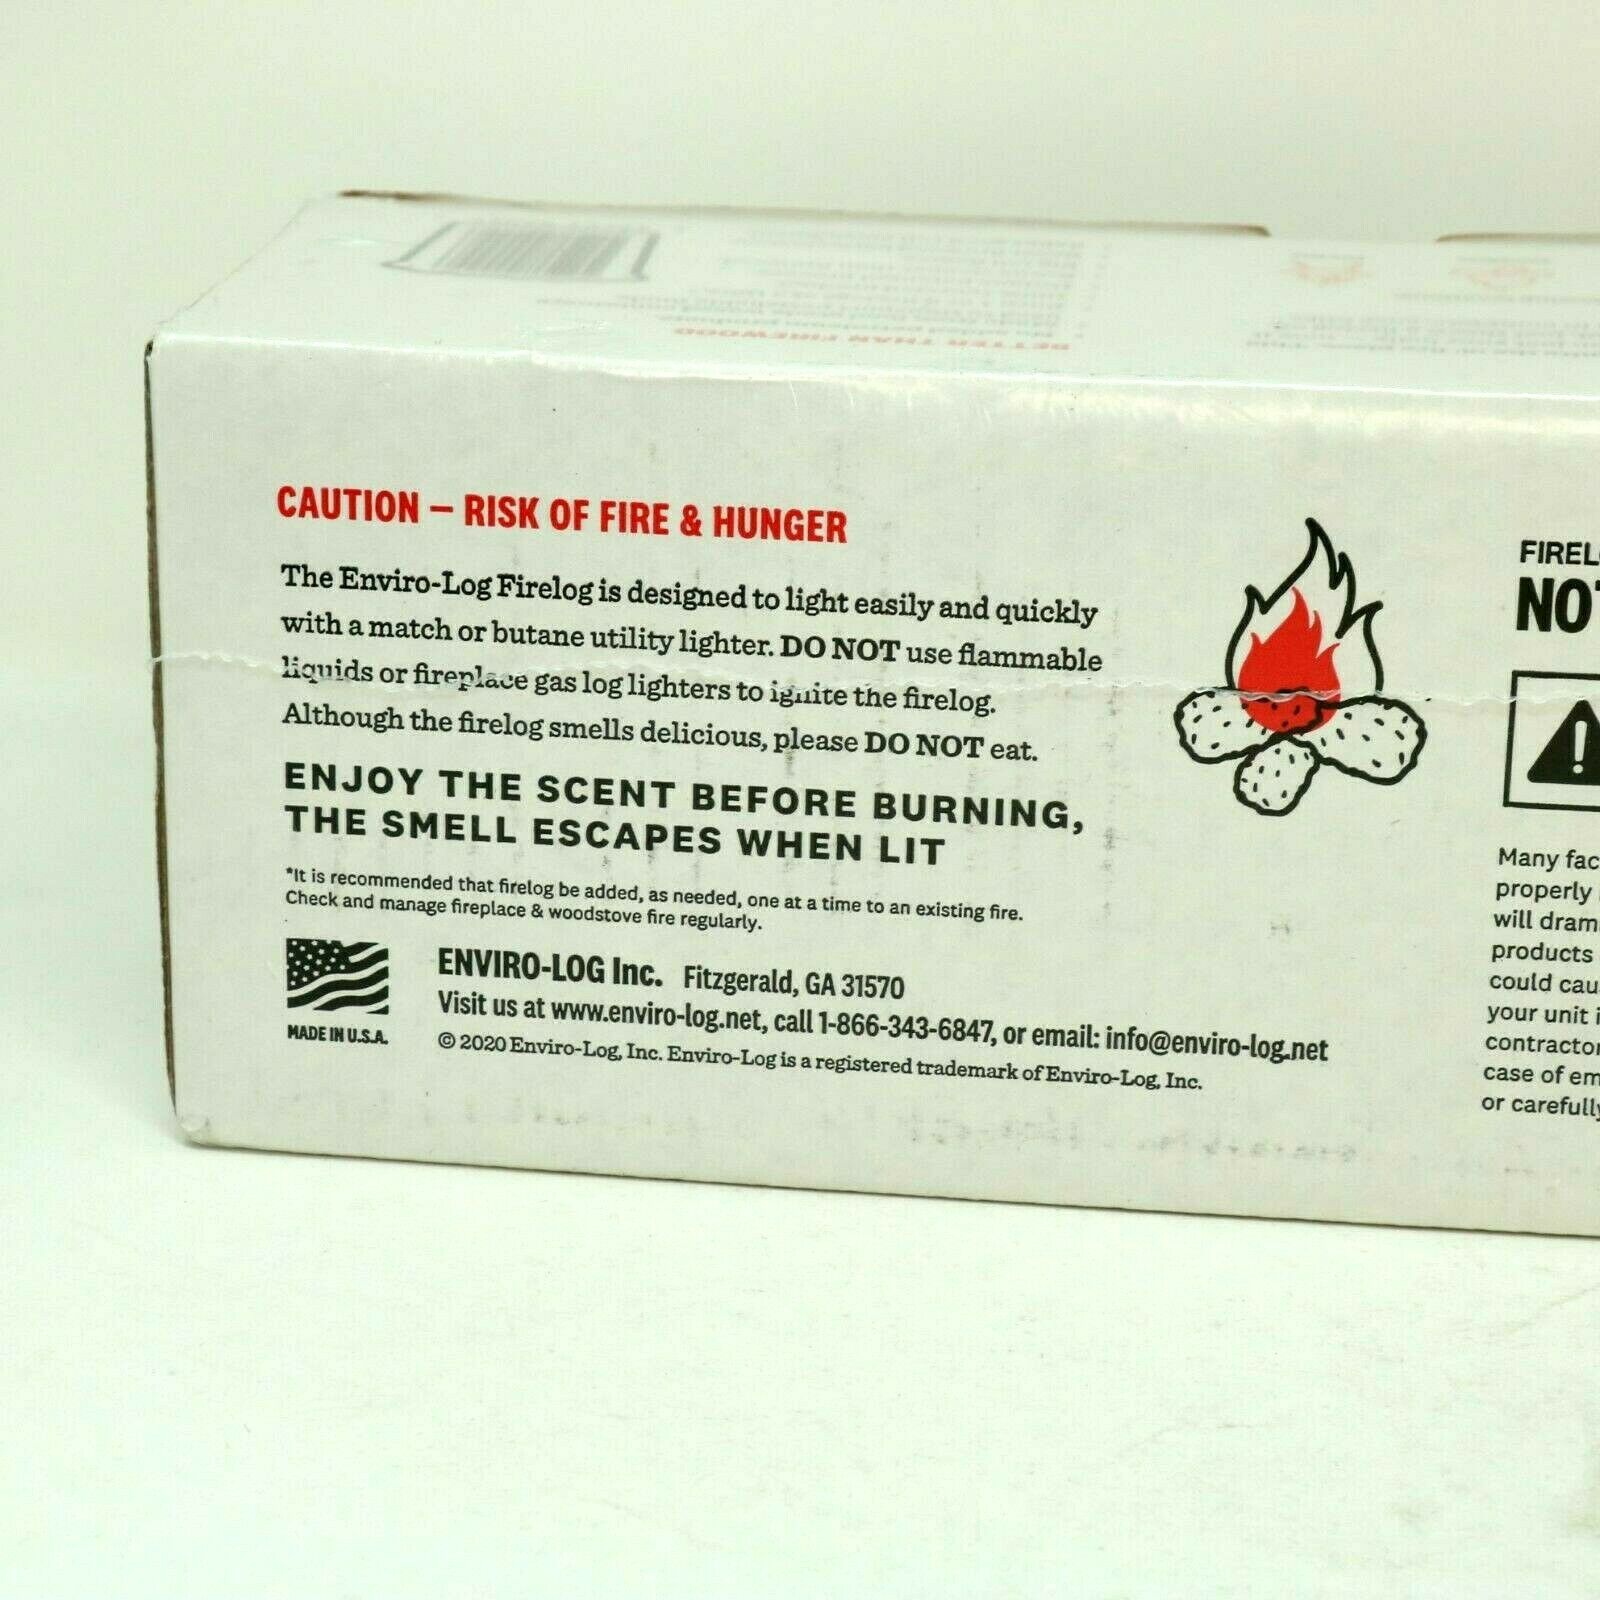 BETTER THAN FIREWOOD
CAUTION – RISK OF FIRE & HUNGER
The Enviro-Log Firelog is designed to light easily and quickly
with a match or butane utility lighter. DO NOT use flammable
liquids or fireplace gas log lighters to ignite the firelog.
Although the firelog smells delicious, please DO NOT eat.
ENJOY THE SCENT BEFORE BURNING,
THE SMELL ESCAPES WHEN LIT
*It is recommended that firelog be added, as needed, one at a time to an existing fire.
Check and manage fireplace & woodstove fire regularly.
MADE IN U.S.A.
ENVIRO-LOG Inc. Fitzgerald, GA 31570
Visit us at www.enviro-log.net, call 1-866-343-6847, or email: info@enviro-log.net
© 2020 Enviro-Log, Inc. Enviro-Log is a registered trademark of Enviro-Log, Inc.
FIREL
NO
Many fac
properly
will dram
products
could cau
your unit i
contractor
case of em
or carefully